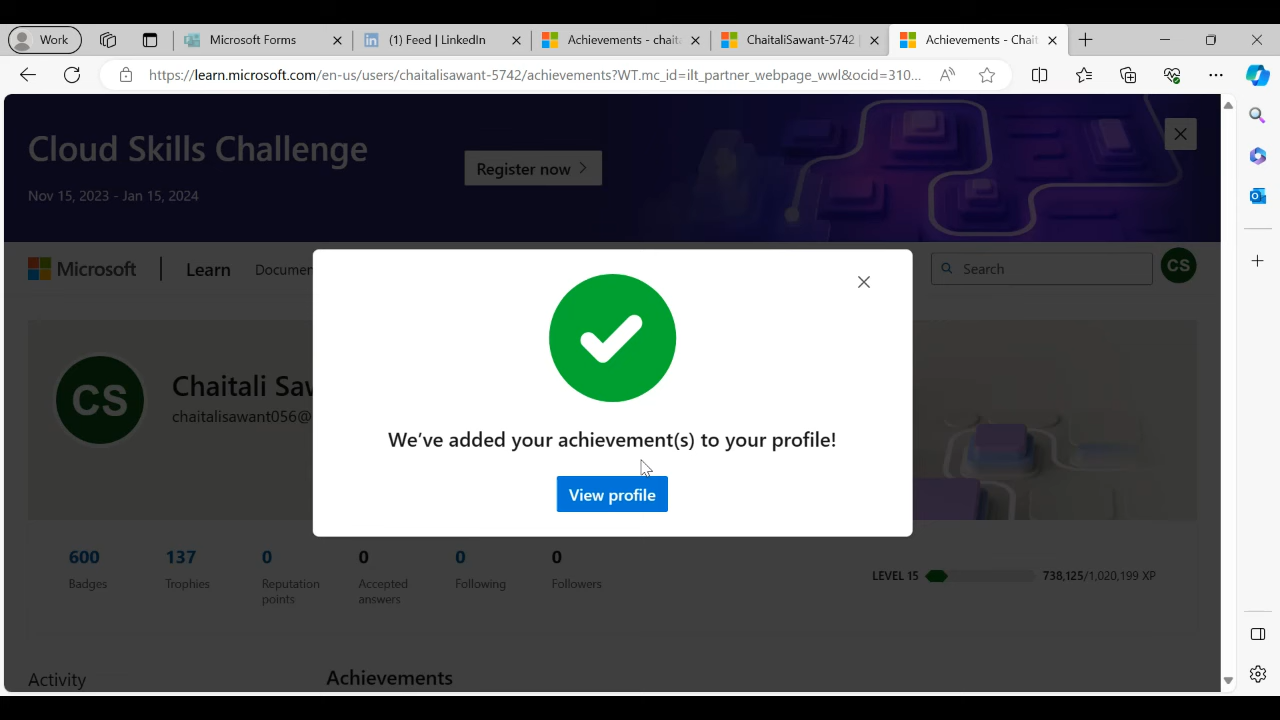 Work
Microsoft Forms
(1) Feed | LinkedIn
Achievements - chait
ChaitaliSawant-5742 |
Achievements - Chait
https://learn.microsoft.com/en-us/users/chaitalisawant-5742/achievements?WT.mc_id=ilt_partner_webpage_wwl&ocid=310...
Cloud Skills Challenge
Register now
Nov 15, 2023 - Jan 15, 2024
Microsoft
Learn
Documen
Search
CS
CS
Chaitali Sav
chaitalisawant056@
We've added your achievement(s) to your profile!
View profile
600
137
0
0
0
0
Badges
Trophies
Reputation points
Accepted answers
Following
Followers
LEVEL 15
738,125/1,020,199 XP
Activity
Achievements